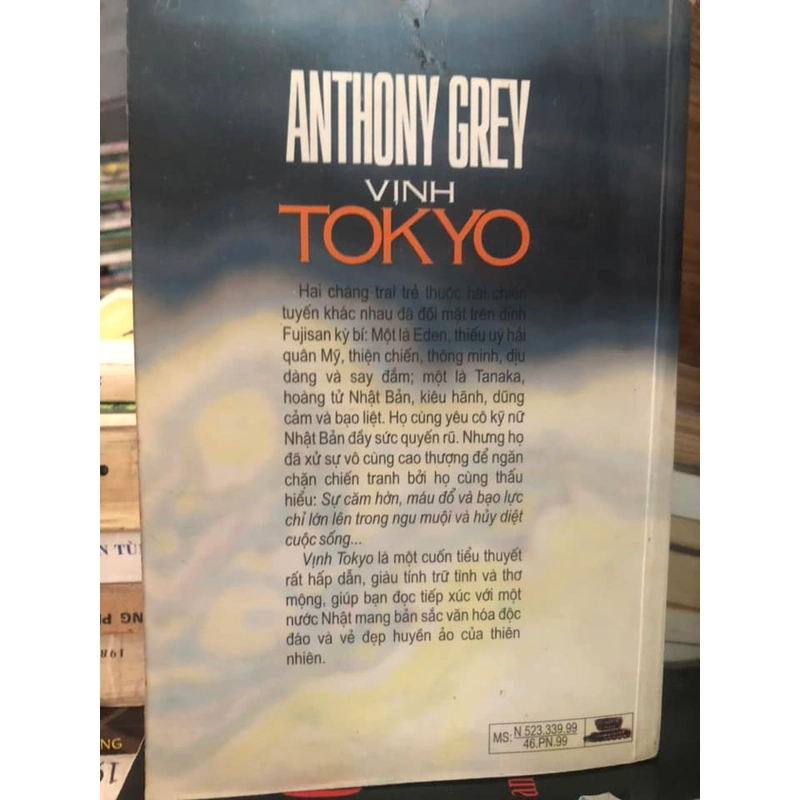 ANTHONY GREY
VỊNH
TOKYO
Hai chàng trai trẻ thuộc hai chiến
tuyến khác nhau đã đối mặt trên đỉnh
Fujisan kỳ bí: Một là Eden, thiếu uý hải
quân Mỹ, thiện chiến, thông minh, dịu
dàng và say đắm; một là Tanaka,
hoàng tử Nhật Bản, kiêu hãnh, dũng
cảm và bạo liệt. Họ cùng yêu cô kỹ nữ
Nhật Bản đầy sức quyến rũ. Nhưng họ
đã xử sự vô cùng cao thượng để ngăn
chặn chiến tranh bởi họ cùng thấu
hiểu: Sự căm hờn, máu đổ và bạo lực
chỉ lớn lên trong ngu muội và hủy diệt
cuộc sống...
Vịnh Tokyo là một cuốn tiểu thuyết
rất hấp dẫn, giàu tính trữ tình và thơ
mộng, giúp bạn đọc tiếp xúc với một
nước Nhật mang bản sắc văn hóa độc
đáo và vẻ đẹp huyền ảo của thiên
nhiên.
MS: N 523.339.99
46.PN.99
N TÙ
NG P
1981
NG
19